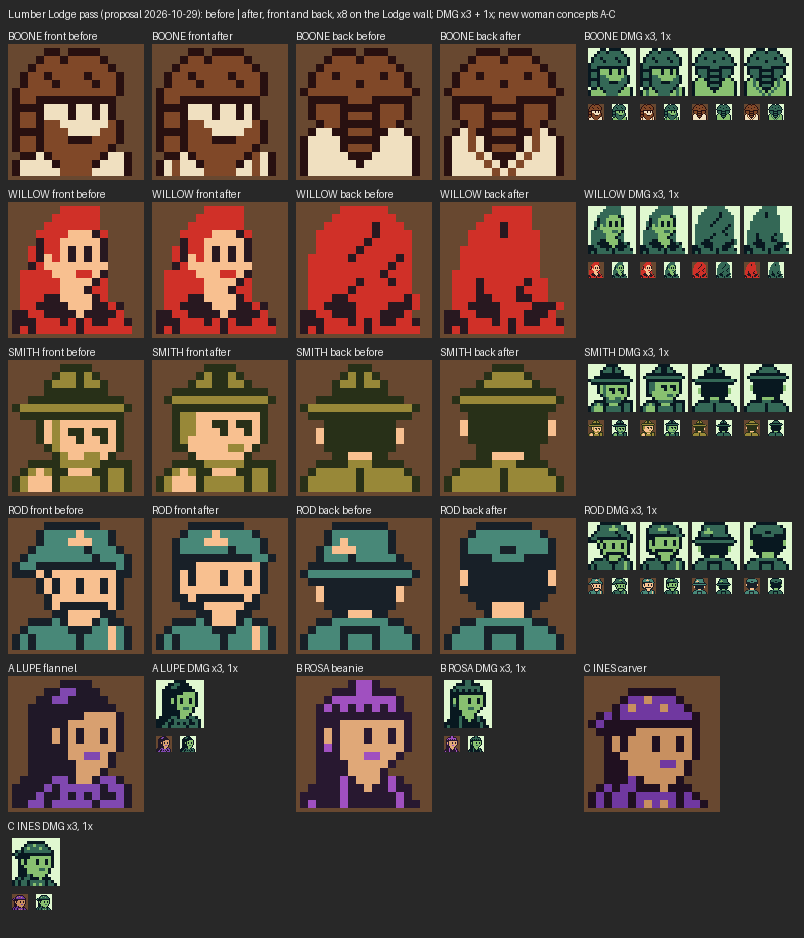 Lumber Lodge pass (proposal 2026-10-29): before | after, front and back, x8 on the Lodge wall; DMG x3 + 1x; new woman concepts A-C
BOONE front before
BOONE front after
BOONE back before
BOONE back after
BOONE DMG x3, 1x
WILLOW front before
WILLOW front after
WILLOW back before
WILLOW back after
WILLOW DMG x3, 1x
SMITH front before
SMITH front after
SMITH back before
SMITH back after
SMITH DMG x3, 1x
ROD front before
ROD front after
ROD back before
ROD back after
ROD DMG x3, 1x
A LUPE flannel
A LUPE DMG x3, 1x
B ROSA beanie
B ROSA DMG x3, 1x
C INES carver
C INES DMG x3, 1x